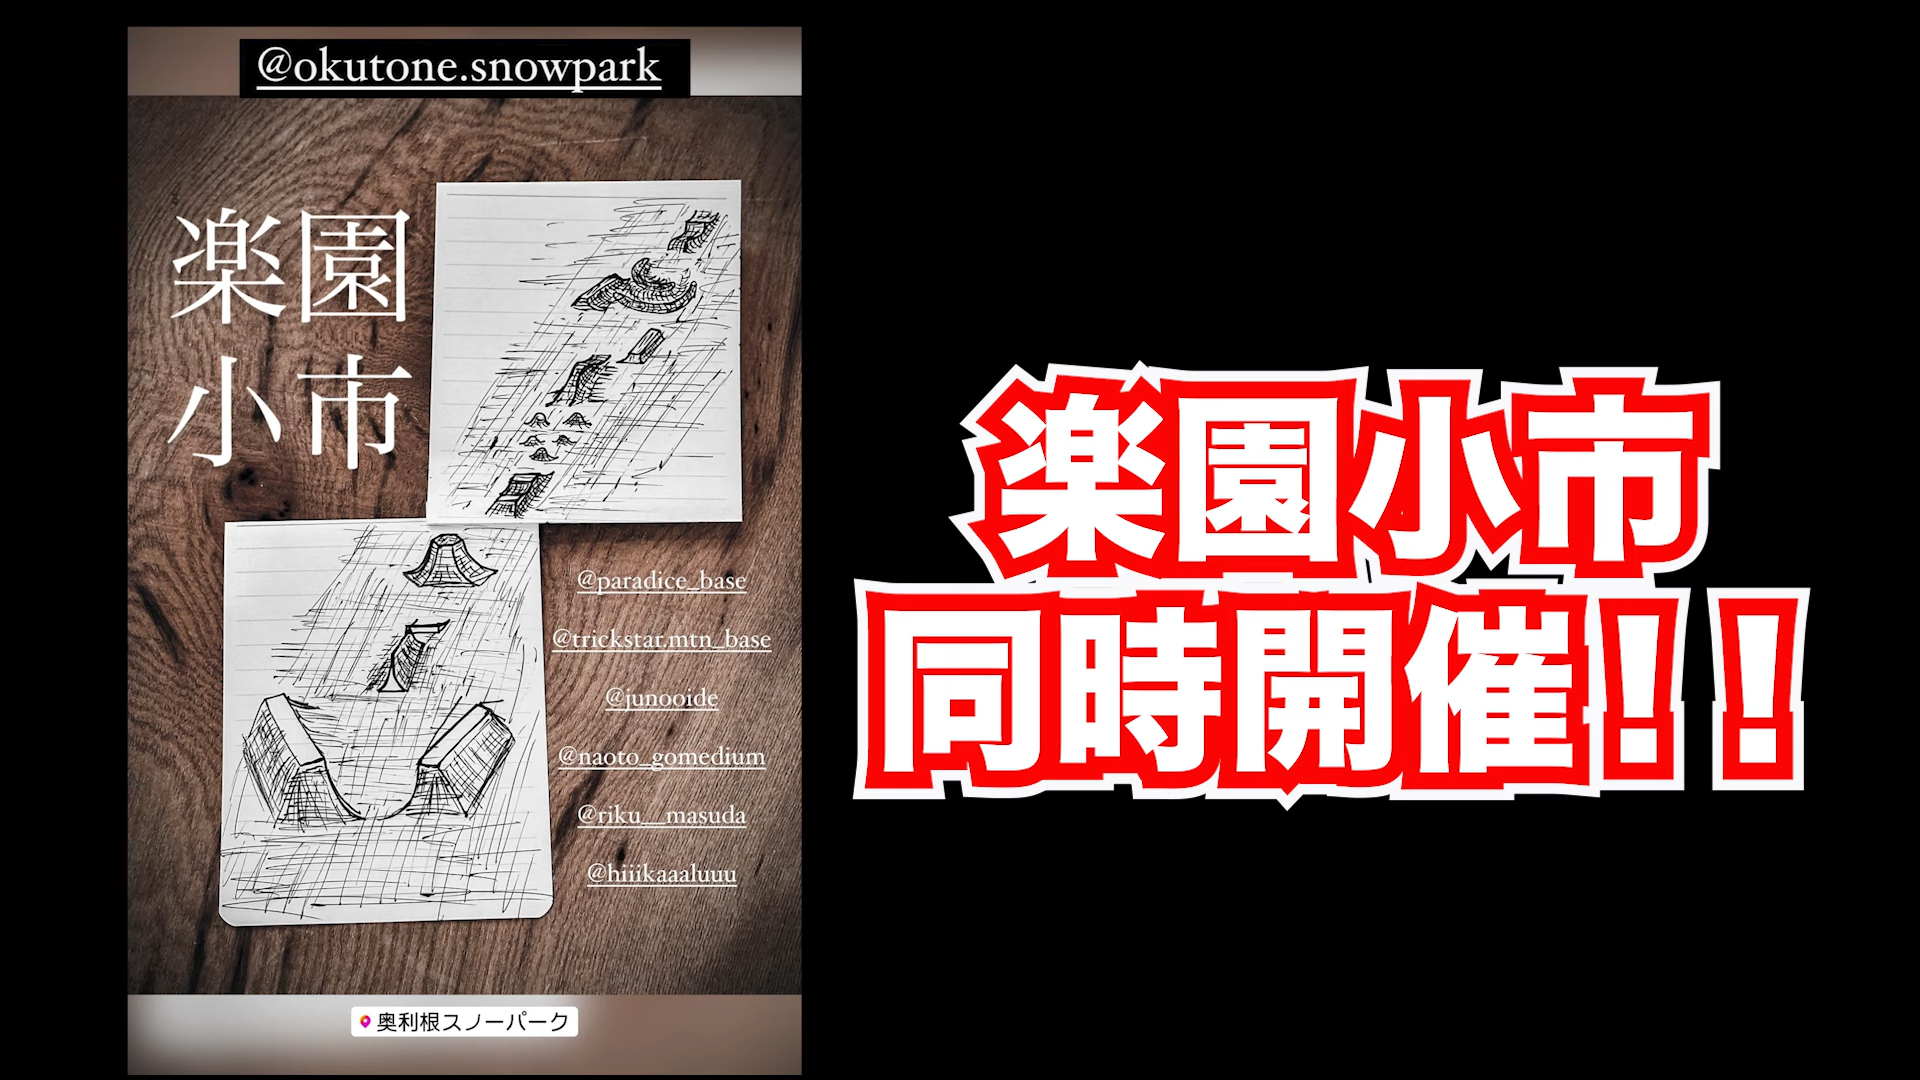 @okutone.snowpark
楽園
小市
@paradice_base
@trickstar.mtn_base
@junooide
@naoto_gomedium
@riku__masuda
@hiiikaaaluuu
奥利根スノーパーク
楽園小市
同時開催!!